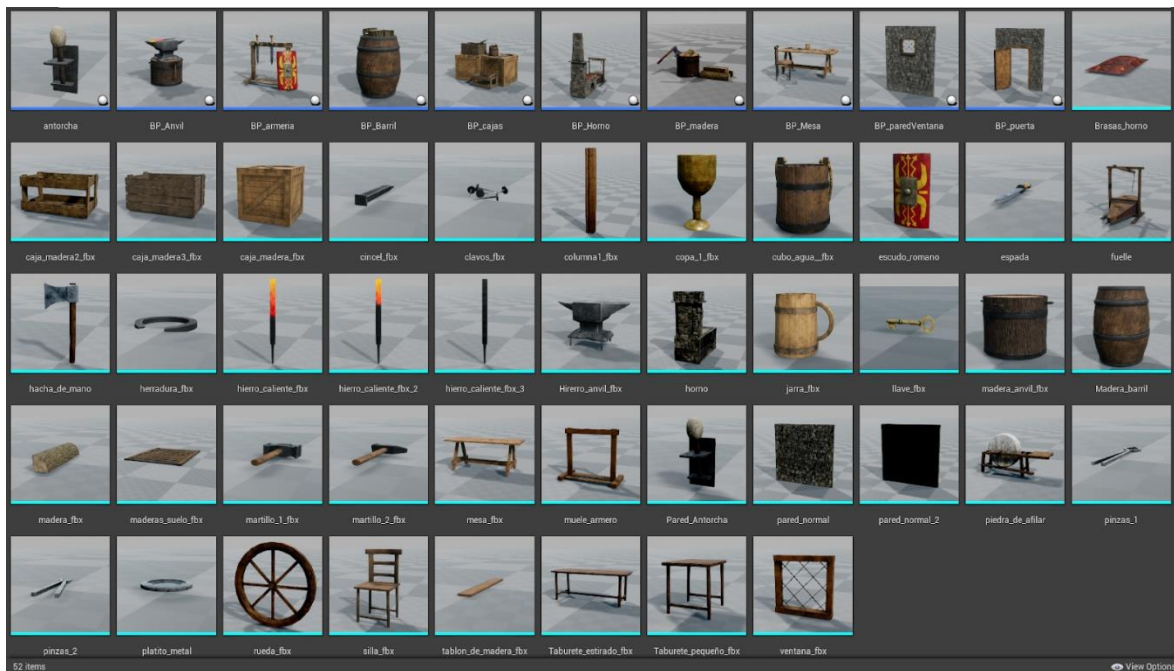 antorcha BP_Anvil BP_armeria BP_Barril BP_cajas BP_Horno BP_madera BP_Mesa BP_paredVentana BP_puerta Brasas_horno
caja_madera2_fbx caja_madera3_fbx caja_madera_fbx cincel_fbx clavos_fbx columna1_fbx copa_1_fbx cubo_agua__fbx escudo_romano espada fuelle
hacha_de_mano herradura_fbx hierro_caliente_fbx hierro_caliente_fbx_2 hierro_caliente_fbx_3 Hirerro_anvil_fbx horno jarra_fbx llave_fbx madera_anvil_fbx Madera_barril
madera_fbx maderas_suelo_fbx martillo_1_fbx martillo_2_fbx mesa_fbx muele_armero Pared_Antorcha pared_normal pared_normal_2 piedra_de_afilar pinzas_1
pinzas_2 platito_metal rueda_fbx silla_fbx tablon_de_madera_fbx Taburete_estirado_fbx Taburete_pequeño_fbx ventana_fbx
52 items View Options